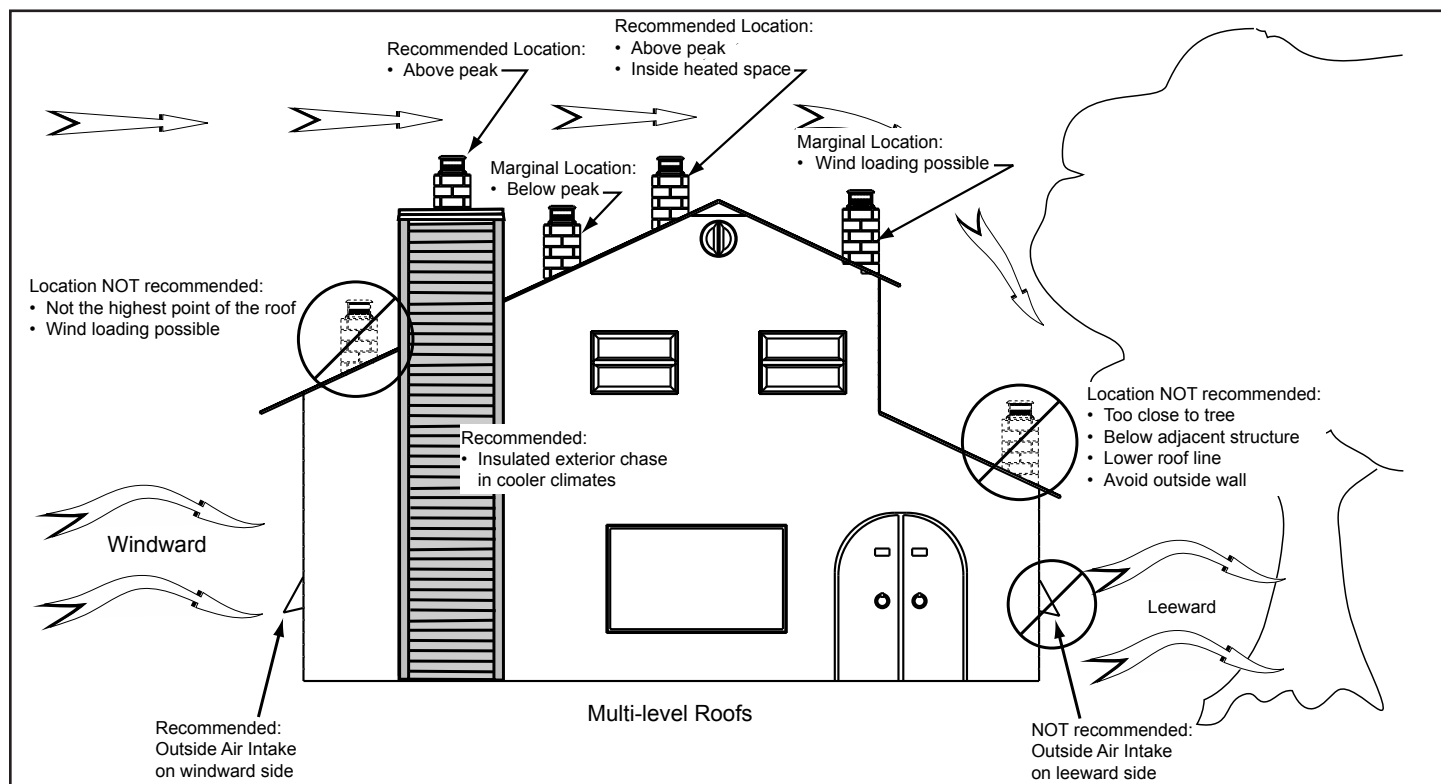 Recommended Location:
• Above peak
Recommended Location:
• Above peak
• Inside heated space
Marginal Location:
• Below peak
Marginal Location:
• Wind loading possible
Location NOT recommended:
• Not the highest point of the roof
• Wind loading possible
Recommended:
• Insulated exterior chase
in cooler climates
Location NOT recommended:
• Too close to tree
• Below adjacent structure
• Lower roof line
• Avoid outside wall
Windward
Leeward
Multi-level Roofs
Recommended:
Outside Air Intake
on windward side
NOT recommended:
Outside Air Intake
on leeward side